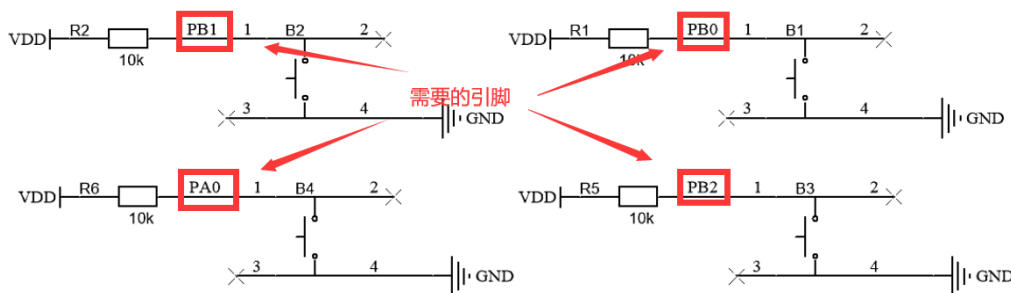 VDD R2 PB1 1 B2 2
10k
3 4 GND
VDD R1 PB0 1 B1 2
10k
3 4 GND
需要的引脚
VDD R6 PA0 1 B4 2
10k
3 4 GND
VDD R5 PB2 1 B3 2
10k
3 4 GND